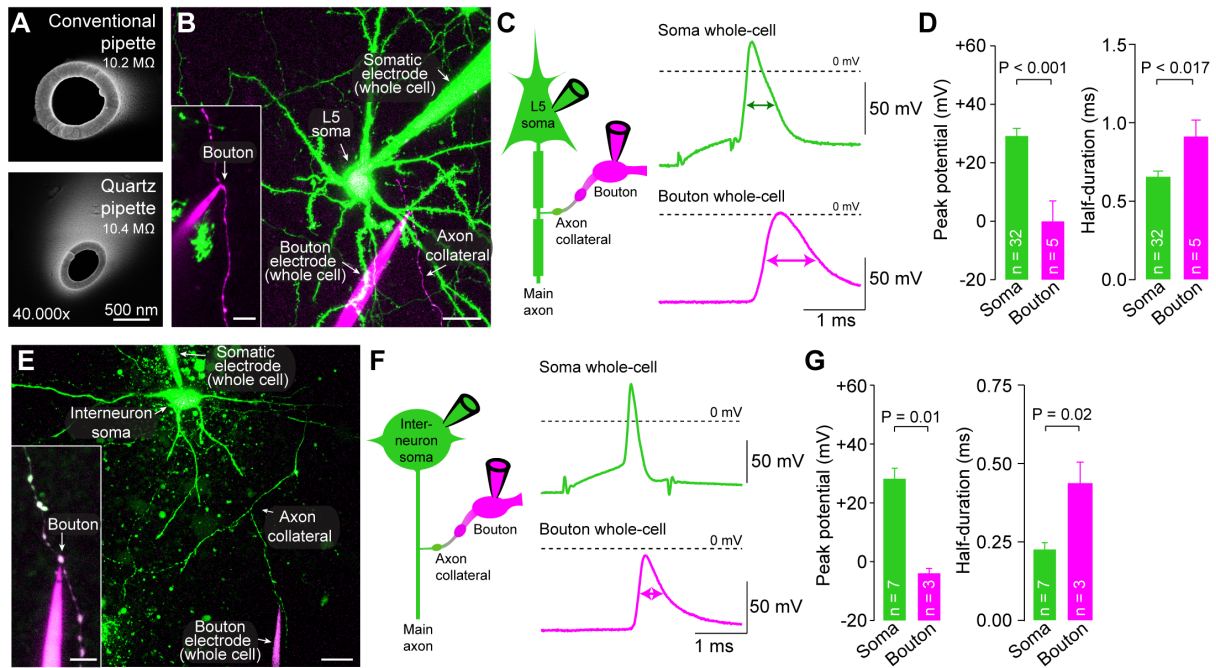 A
Conventional
pipette
10.2 MΩ
Quartz
pipette
10.4 MΩ
40.000x
500 nm
B
Somatic
electrode
(whole cell)
L5
soma
Bouton
Bouton
electrode
(whole cell)
Axon
collateral
C
L5
soma
Bouton
Axon
collateral
Main
axon
Soma whole-cell
0 mV
50 mV
Bouton whole-cell
0 mV
50 mV
1 ms
D
Peak potential (mV)
+60
+40
+20
0
-20
P < 0.001
n = 32
n = 5
Soma
Bouton
Half-duration (ms)
1.5
1.0
0.5
0.0
P < 0.017
n = 32
n = 5
Soma
Bouton
E
Somatic
electrode
(whole cell)
Interneuron
soma
Bouton
Axon
collateral
Bouton
electrode
(whole cell)
F
Inter-
neuron
soma
Bouton
Axon
collateral
Main
axon
Soma whole-cell
0 mV
50 mV
Bouton whole-cell
0 mV
50 mV
1 ms
G
Peak potential (mV)
+60
+40
+20
0
-20
P = 0.01
n = 7
n = 3
Soma
Bouton
Half-duration (ms)
0.75
0.50
0.25
0.00
P = 0.02
n = 7
n = 3
Soma
Bouton